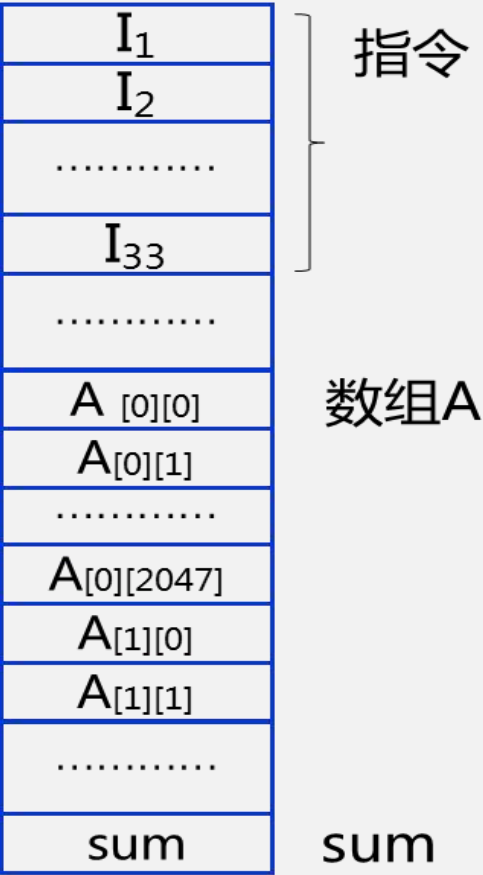 I1 指令
I2
…………
I33
…………
A [0][0] 数组A
A[0][1]
…………
A[0][2047]
A[1][0]
A[1][1]
…………
sum sum